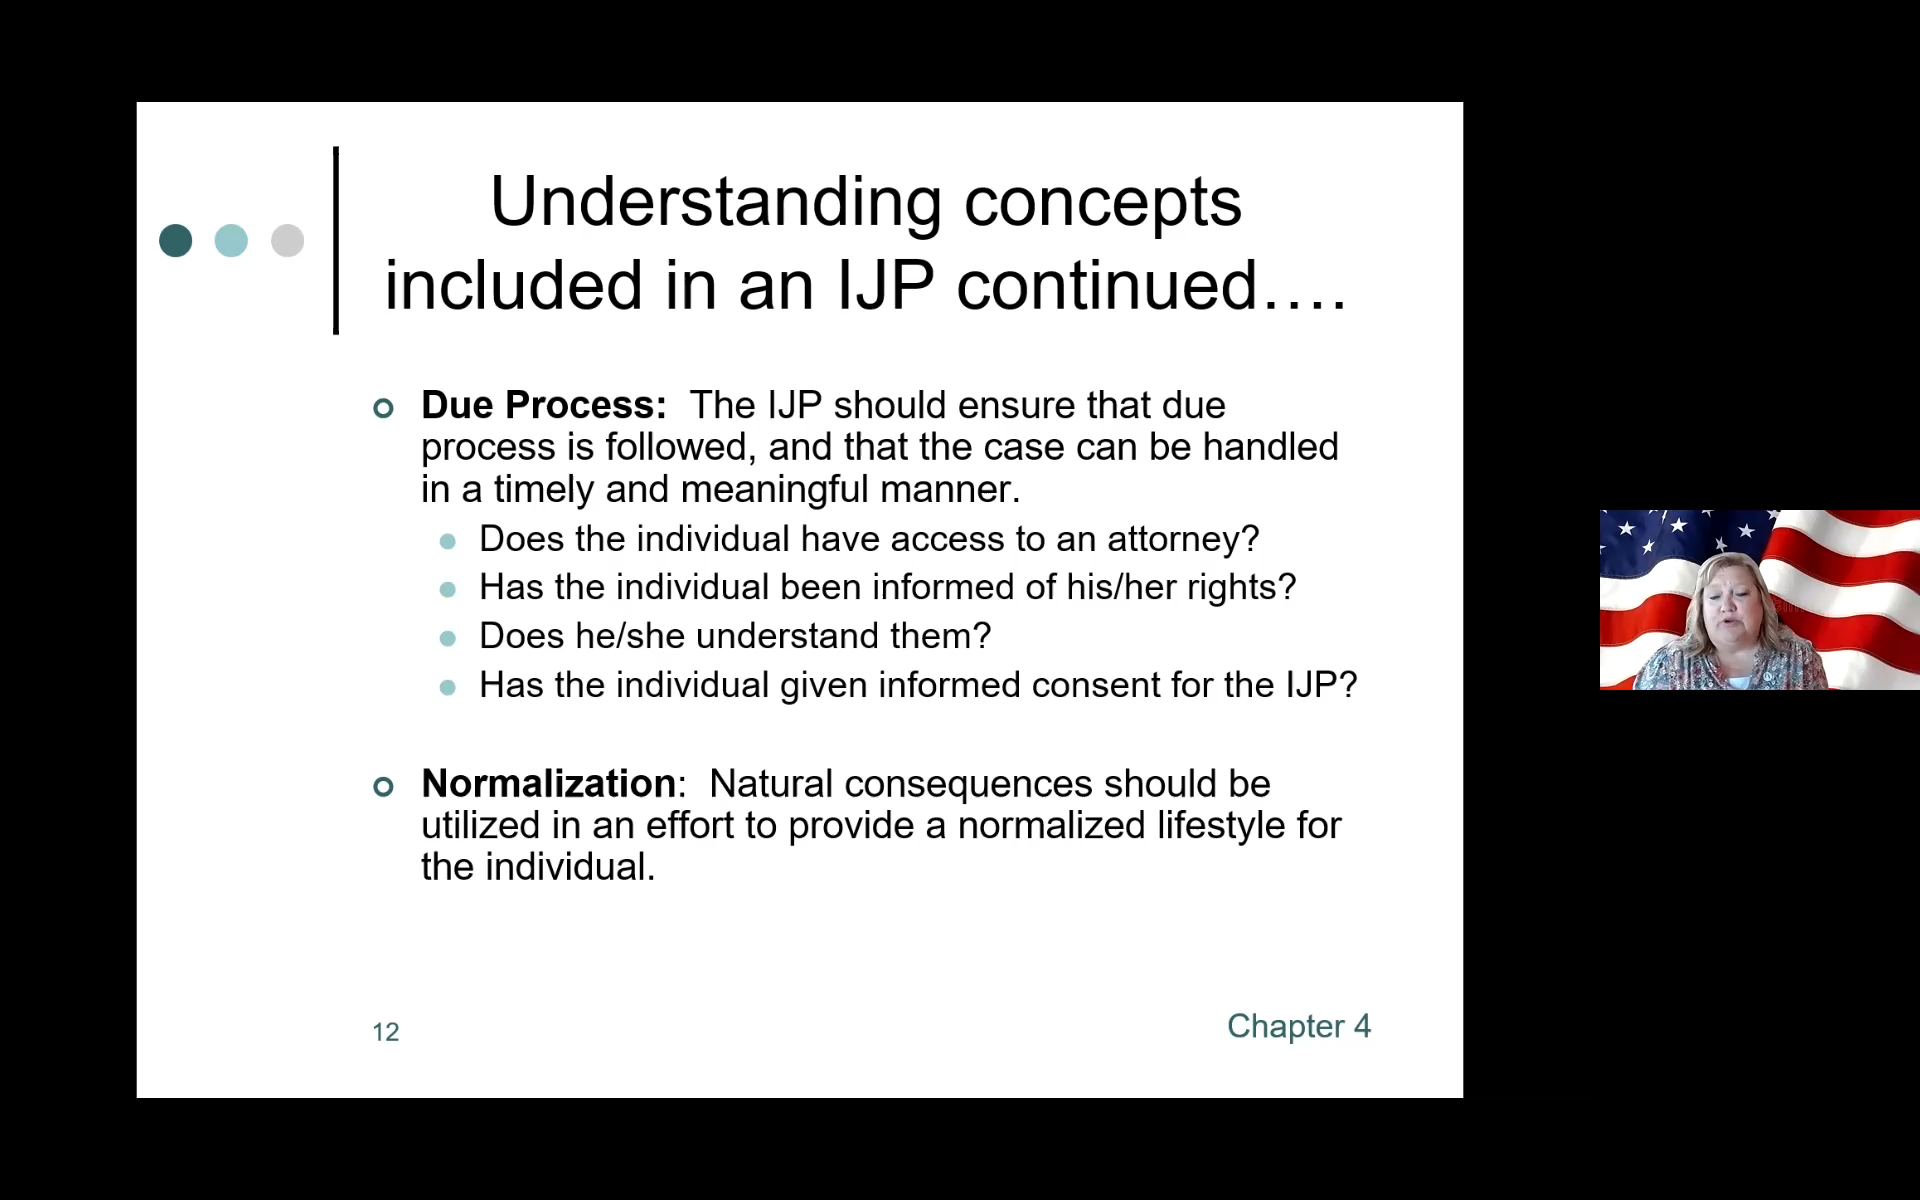 Understanding concepts
included in an IJP continued….
Due Process: The IJP should ensure that due
process is followed, and that the case can be handled
in a timely and meaningful manner.
Does the individual have access to an attorney?
Has the individual been informed of his/her rights?
Does he/she understand them?
Has the individual given informed consent for the IJP?
Normalization: Natural consequences should be
utilized in an effort to provide a normalized lifestyle for
the individual.
12
Chapter 4